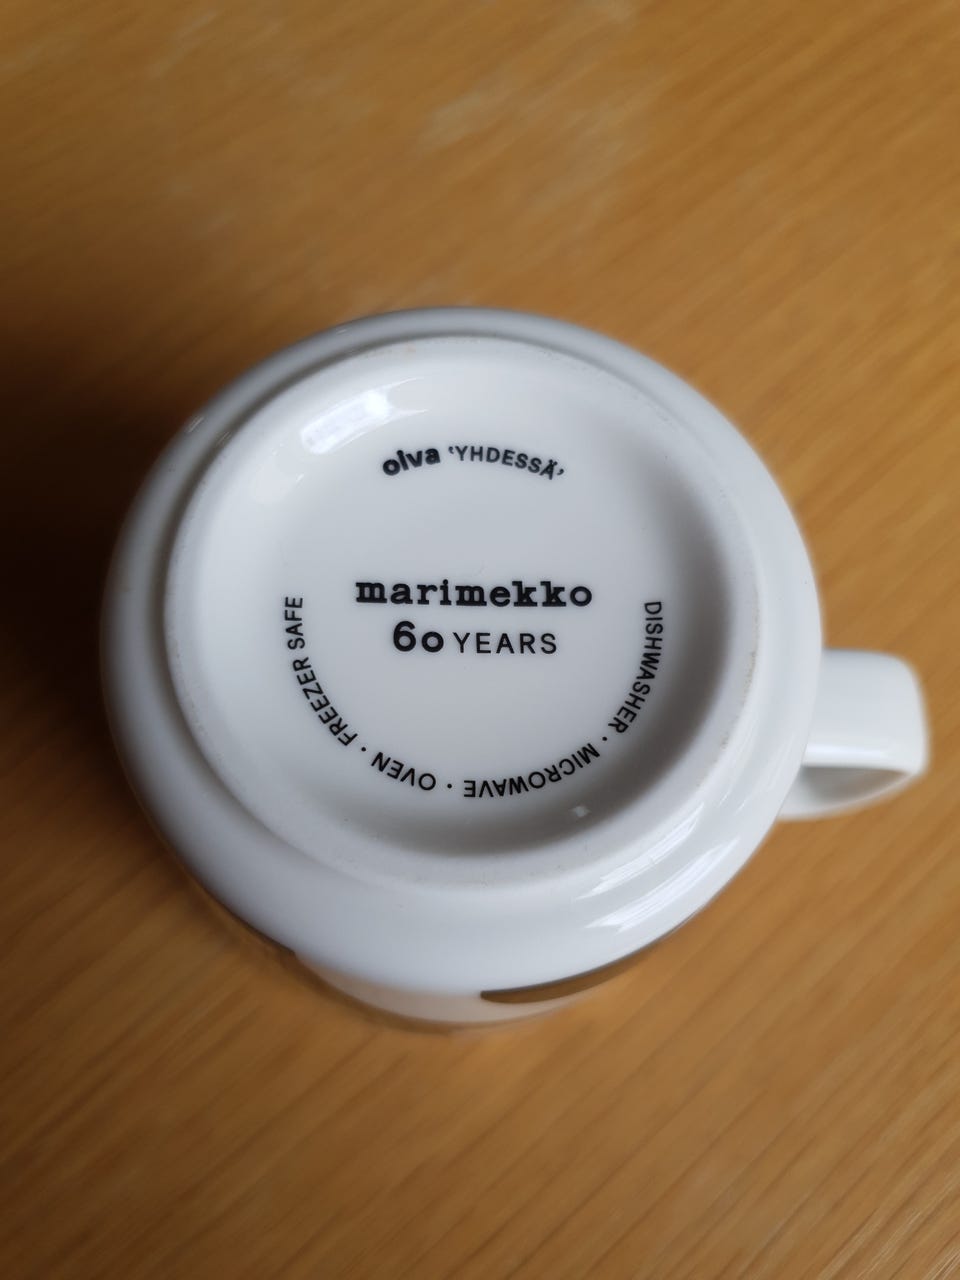 oiva 'YHDESSÄ'
marimekko
60 YEARS
DISHWASHER · MICROWAVE · OVEN · FREEZER SAFE